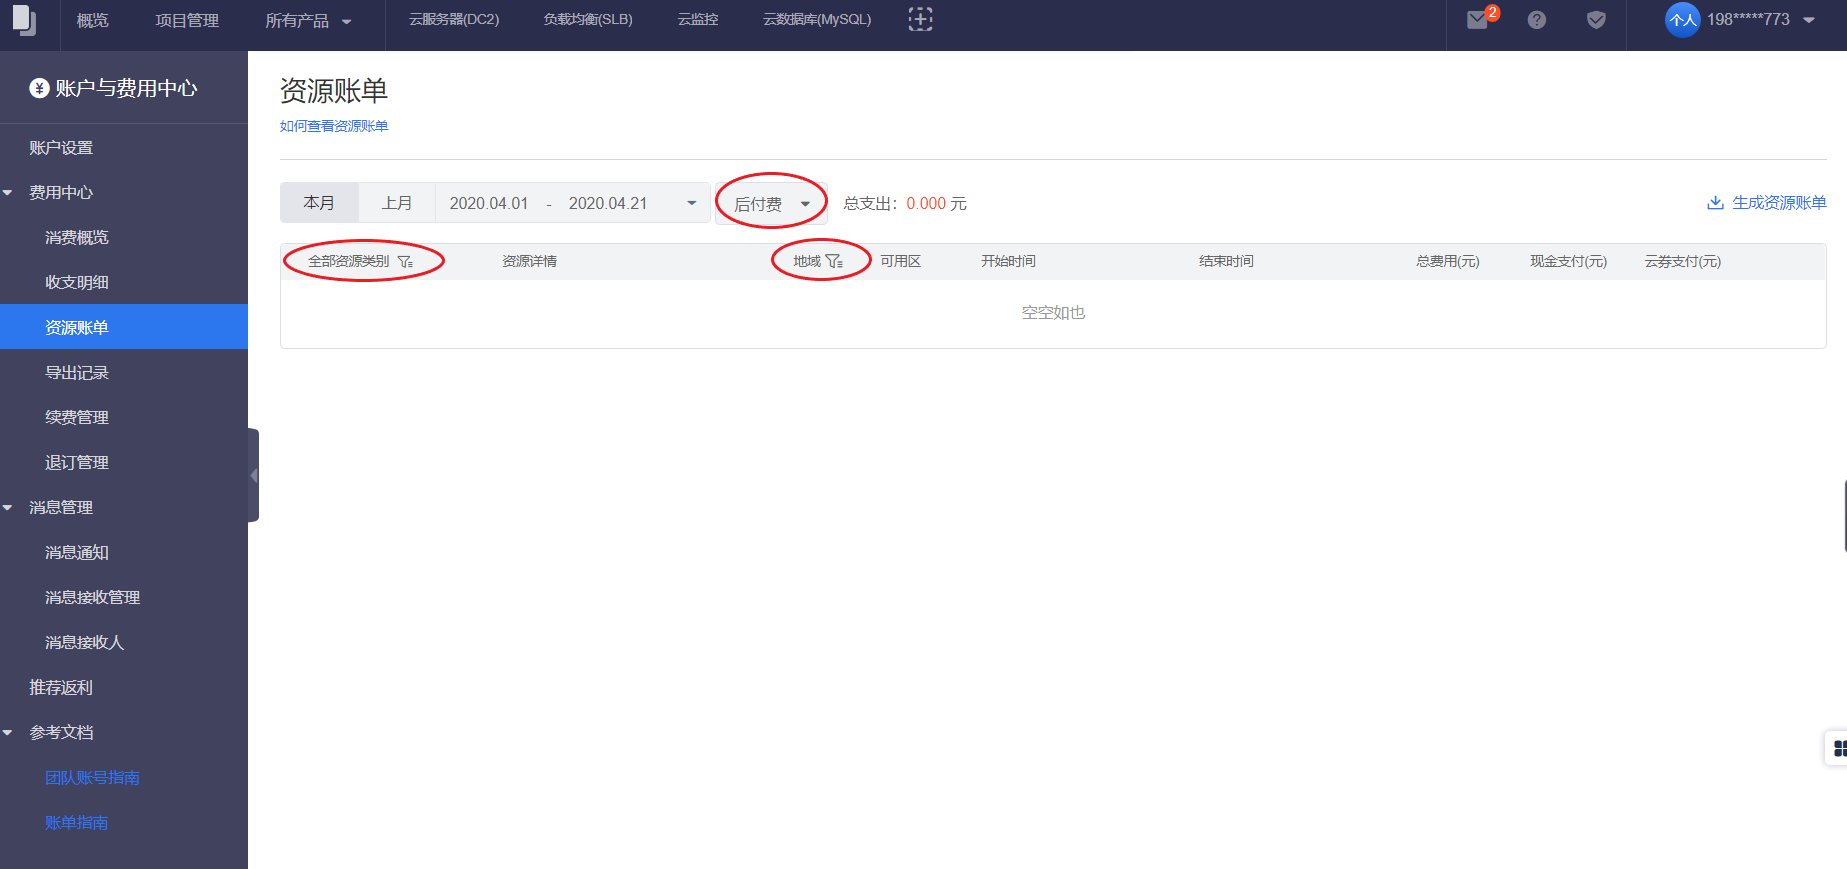 概览
项目管理
所有产品
云服务器(DC2)
负载均衡(SLB)
云监控
云数据库(MySQL)
2
个人
198*****773
账户与费用中心
账户设置
费用中心
消费概览
收支明细
资源账单
导出记录
续费管理
退订管理
消息管理
消息通知
消息接收管理
消息接收人
推荐返利
参考文档
团队账号指南
账单指南
资源账单
如何查看资源账单
本月 上月 2020.04.01 - 2020.04.21 后付费 总支出：0.000 元 生成资源账单
全部资源类别 资源详情 地域 可用区 开始时间 结束时间 总费用(元) 现金支付(元) 云券支付(元)
空空如也